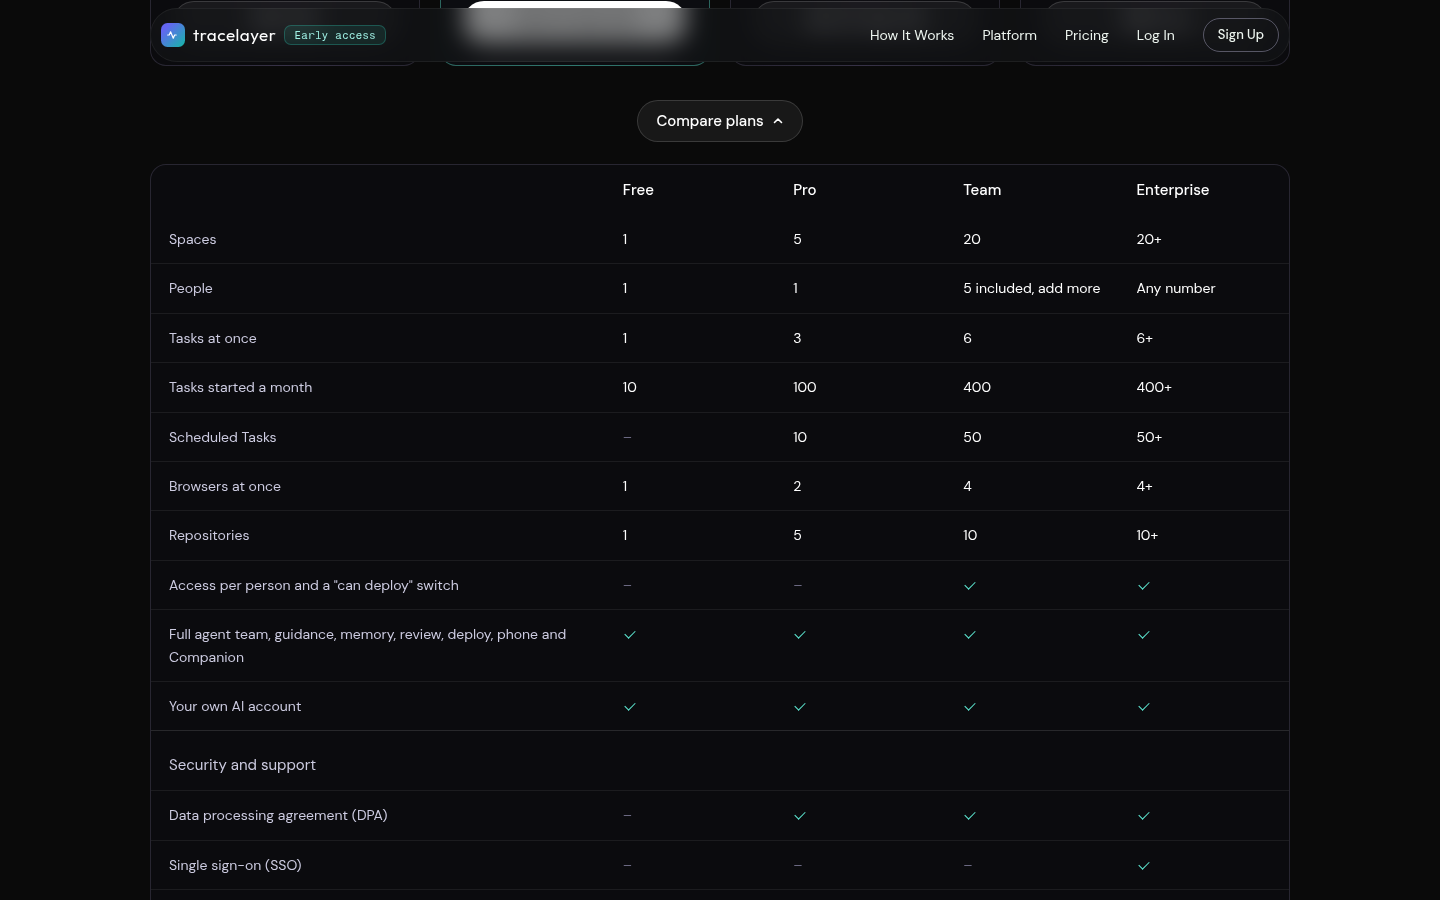 tracelayer Early access How It Works Platform Pricing Log In Sign Up
Compare plans
Free Pro Team Enterprise
Spaces 1 5 20 20+
People 1 1 5 included, add more Any number
Tasks at once 1 3 6 6+
Tasks started a month 10 100 400 400+
Scheduled Tasks – 10 50 50+
Browsers at once 1 2 4 4+
Repositories 1 5 10 10+
Access per person and a "can deploy" switch – – ✓ ✓
Full agent team, guidance, memory, review, deploy, phone and ✓ ✓ ✓ ✓
Companion
Your own AI account ✓ ✓ ✓ ✓
Security and support
Data processing agreement (DPA) – ✓ ✓ ✓
Single sign-on (SSO) – – – ✓